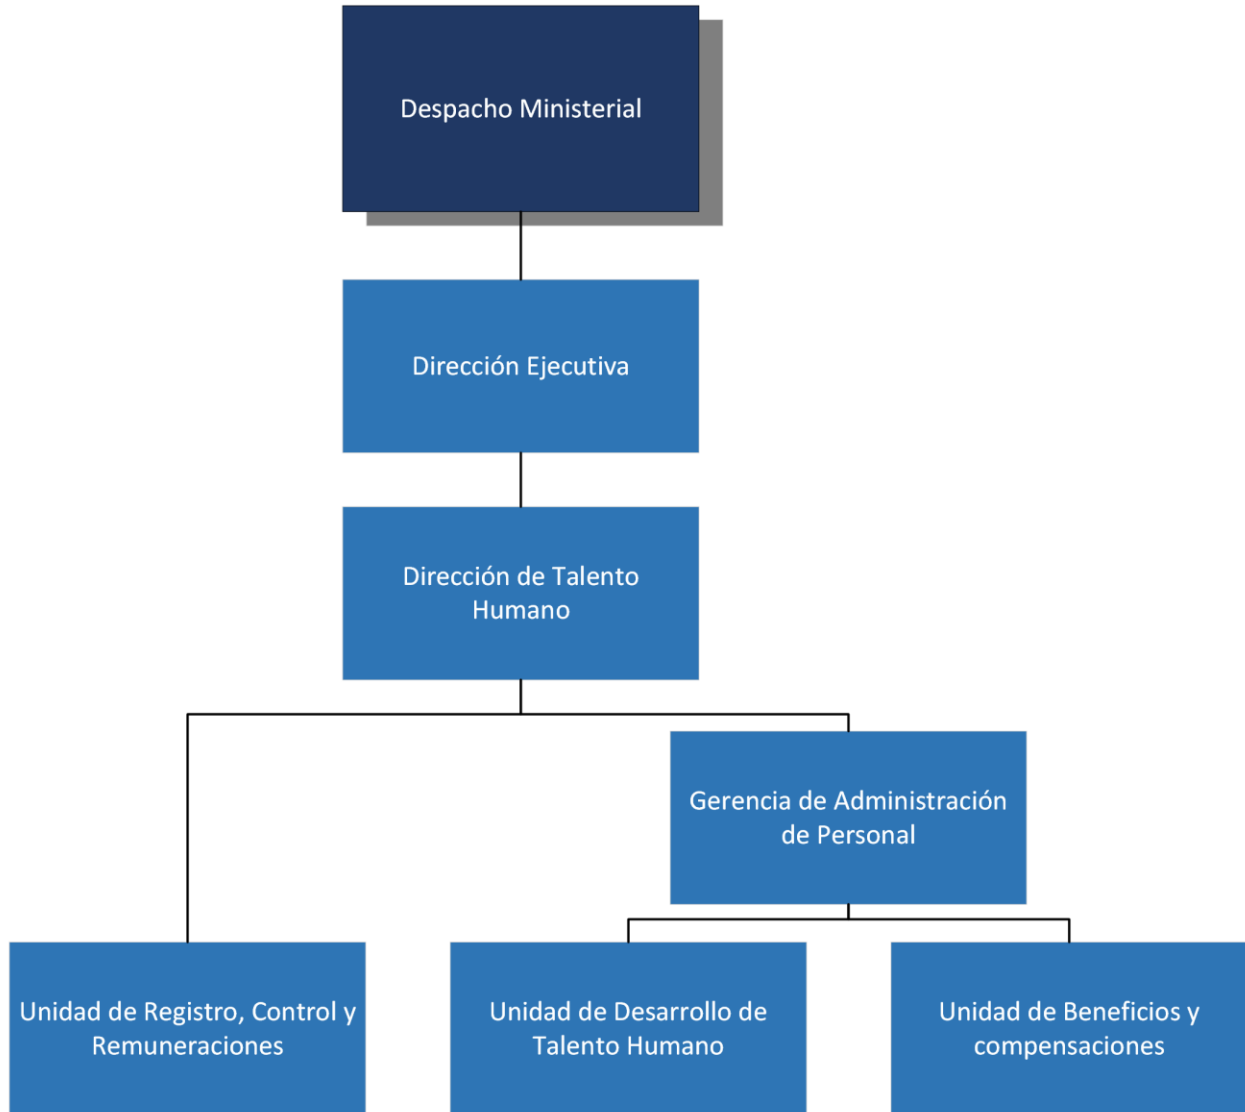 Despacho Ministerial
Dirección Ejecutiva
Dirección de Talento
Humano
Gerencia de Administración
de Personal
Unidad de Registro, Control y
Remuneraciones
Unidad de Desarrollo de
Talento Humano
Unidad de Beneficios y
compensaciones